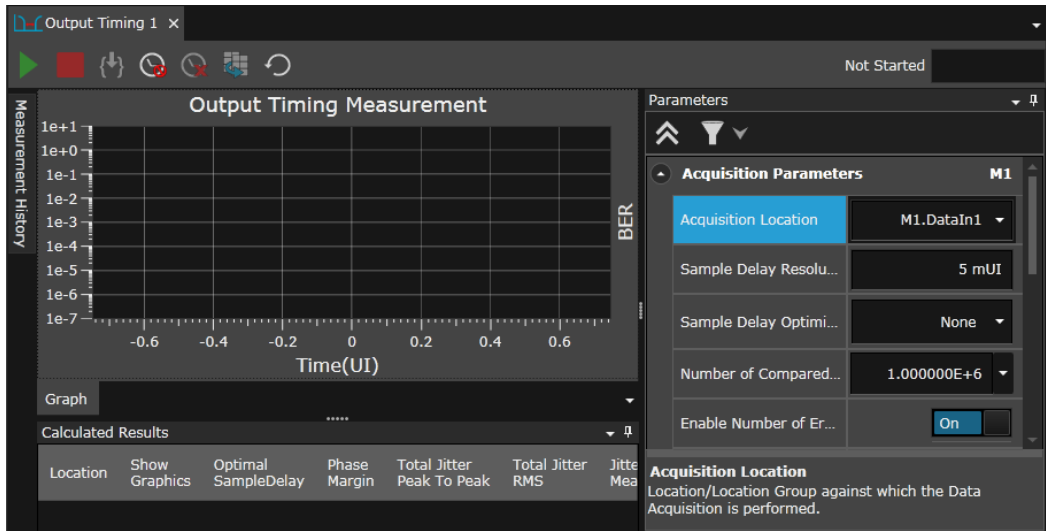 Output Timing 1 ×
Not Started
Measurement History
Output Timing Measurement
1e+1
1e+0
1e-1
1e-2
1e-3
1e-4
1e-5
1e-6
1e-7
BER
-0.6 -0.4 -0.2 0 0.2 0.4 0.6
Time(UI)
Graph
Calculated Results
Location Show Graphics Optimal SampleDelay Phase Margin Total Jitter Peak To Peak Total Jitter RMS Jitte Mea
Parameters
Acquisition Parameters M1
Acquisition Location M1.DataIn1
Sample Delay Resolu... 5 mUI
Sample Delay Optimi... None
Number of Compared... 1.000000E+6
Enable Number of Er... On
Acquisition Location
Location/Location Group against which the Data
Acquisition is performed.